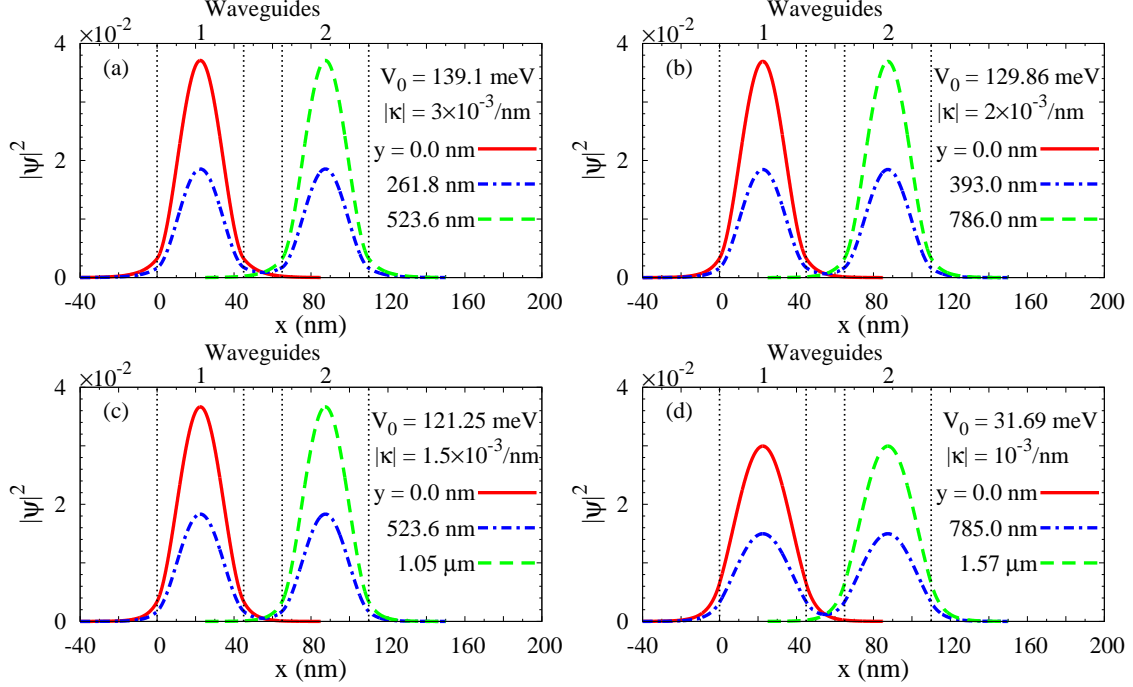 Waveguides
1 2
×10⁻²
4
2
0
|ψ|²
(a)
V₀ = 139.1 meV
|κ| = 3×10⁻³/nm
y = 0.0 nm
261.8 nm
523.6 nm
-40 0 40 80 120 160 200
x (nm)
Waveguides
1 2
×10⁻²
4
2
0
|ψ|²
(b)
V₀ = 129.86 meV
|κ| = 2×10⁻³/nm
y = 0.0 nm
393.0 nm
786.0 nm
-40 0 40 80 120 160 200
x (nm)
Waveguides
1 2
×10⁻²
4
2
0
|ψ|²
(c)
V₀ = 121.25 meV
|κ| = 1.5×10⁻³/nm
y = 0.0 nm
523.6 nm
1.05 μm
-40 0 40 80 120 160 200
x (nm)
Waveguides
1 2
×10⁻²
4
2
0
|ψ|²
(d)
V₀ = 31.69 meV
|κ| = 10⁻³/nm
y = 0.0 nm
785.0 nm
1.57 μm
-40 0 40 80 120 160 200
x (nm)